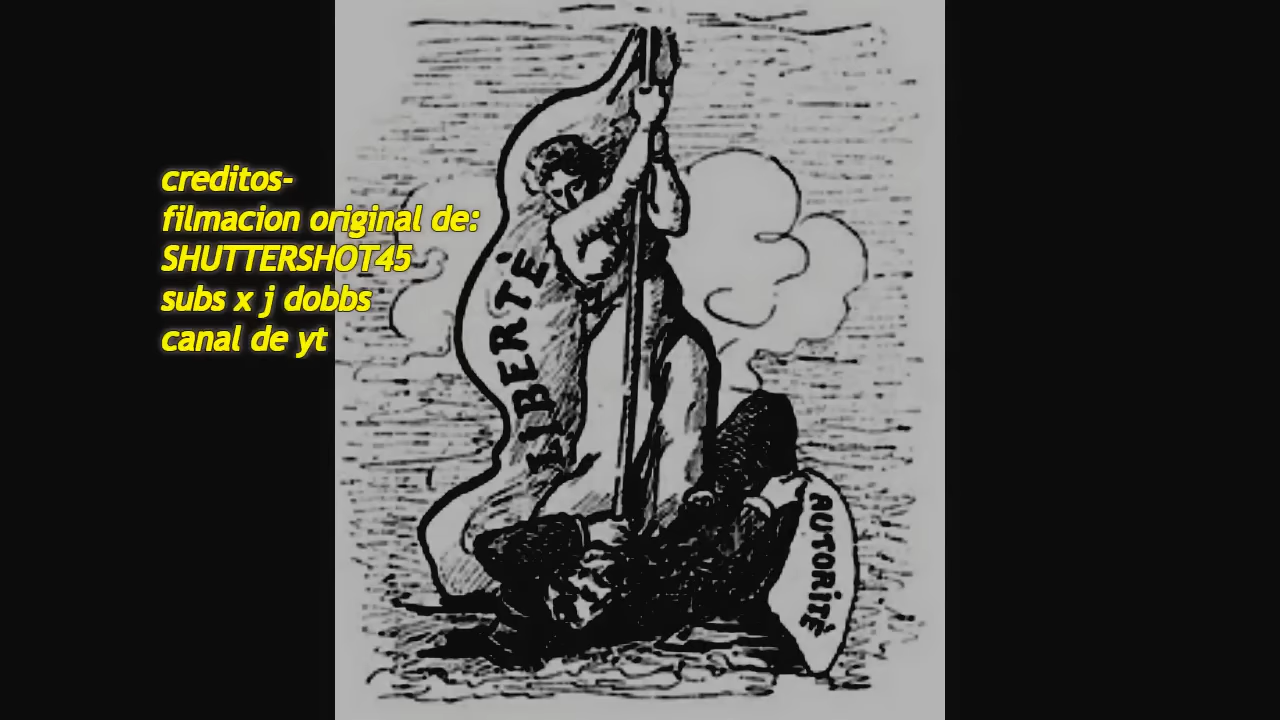 creditos-
filmacion original de:
SHUTTERSHOT45
subs x j dobbs
canal de yt
LIBERTÉ
AUTORITÉ